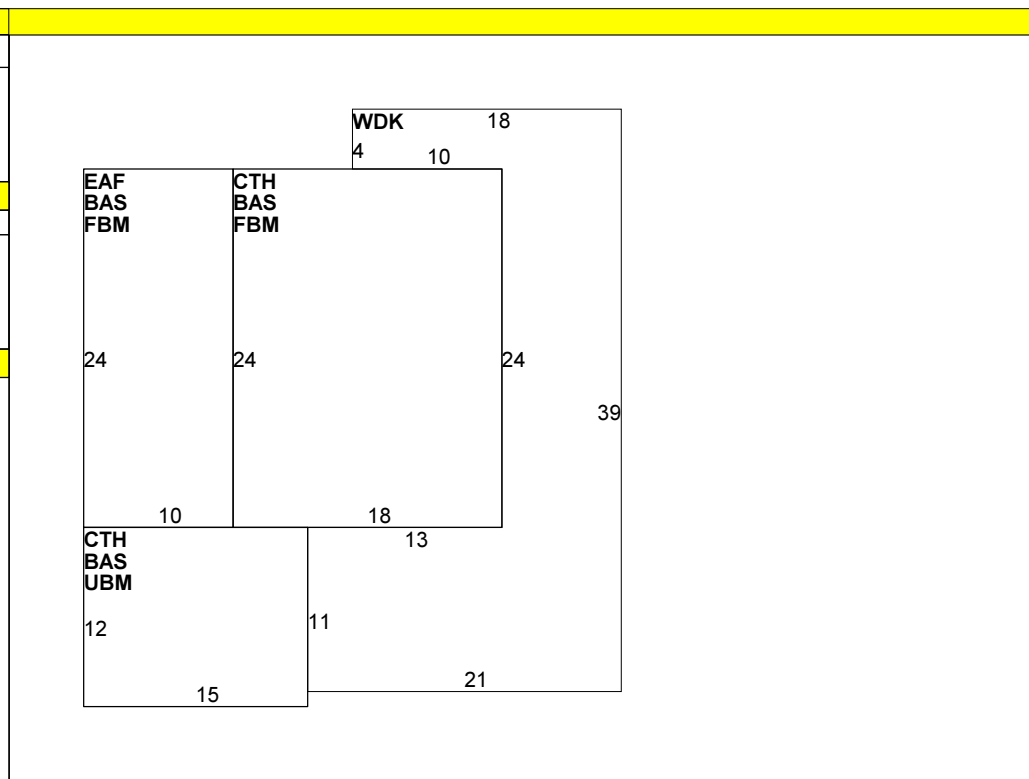 WDK 18
4 10
EAF CTH
BAS BAS
FBM FBM
24 24 24
39
10 18
CTH 13
BAS
UBM
12 11
15 21